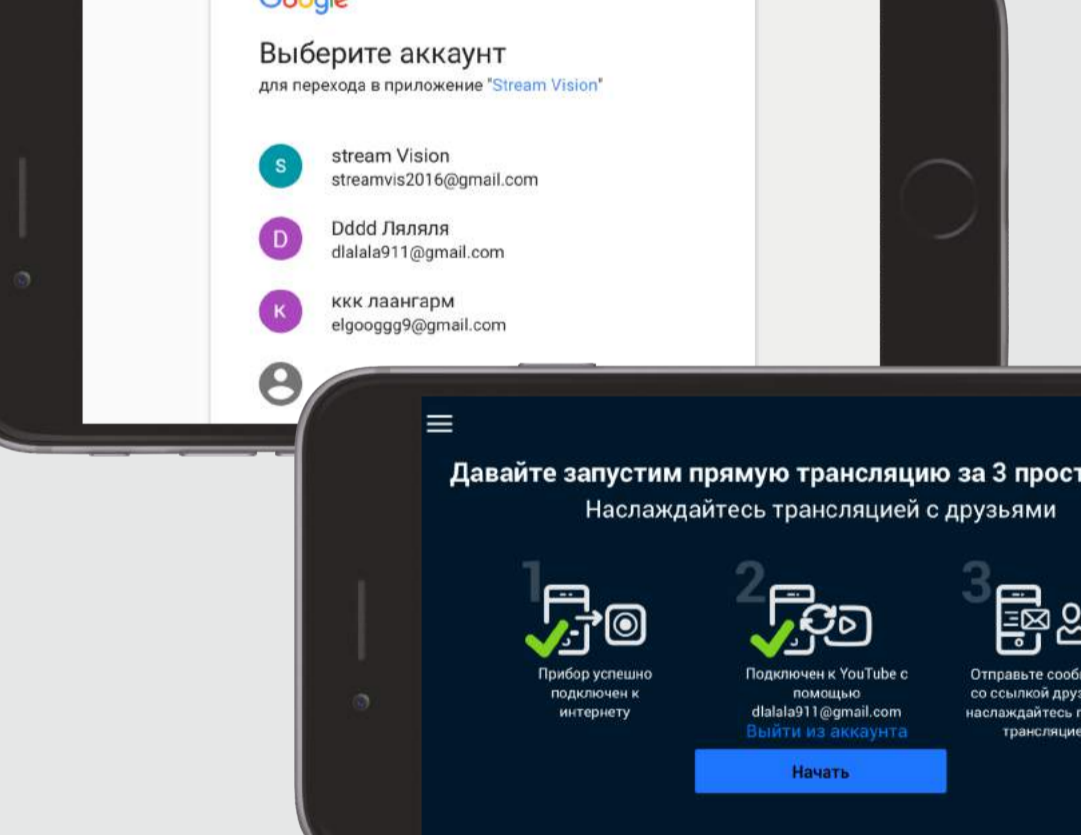 Google
Выберите аккаунт
для перехода в приложение "Stream Vision"
S
stream Vision
streamvis2016@gmail.com
D
Dddd Ляляля
dlalala911@gmail.com
K
ккк лаангарм
elgooggg9@gmail.com
Давайте запустим прямую трансляцию за 3 прост
Наслаждайтесь трансляцией с друзьями
1
2
3
Прибор успешно
подключен к
интернету
Подключен к YouTube с
помощью
dlalala911@gmail.com
Выйти из аккаунта
Отправьте сооб
со ссылкой друз
наслаждайтесь
трансляцие
Начать